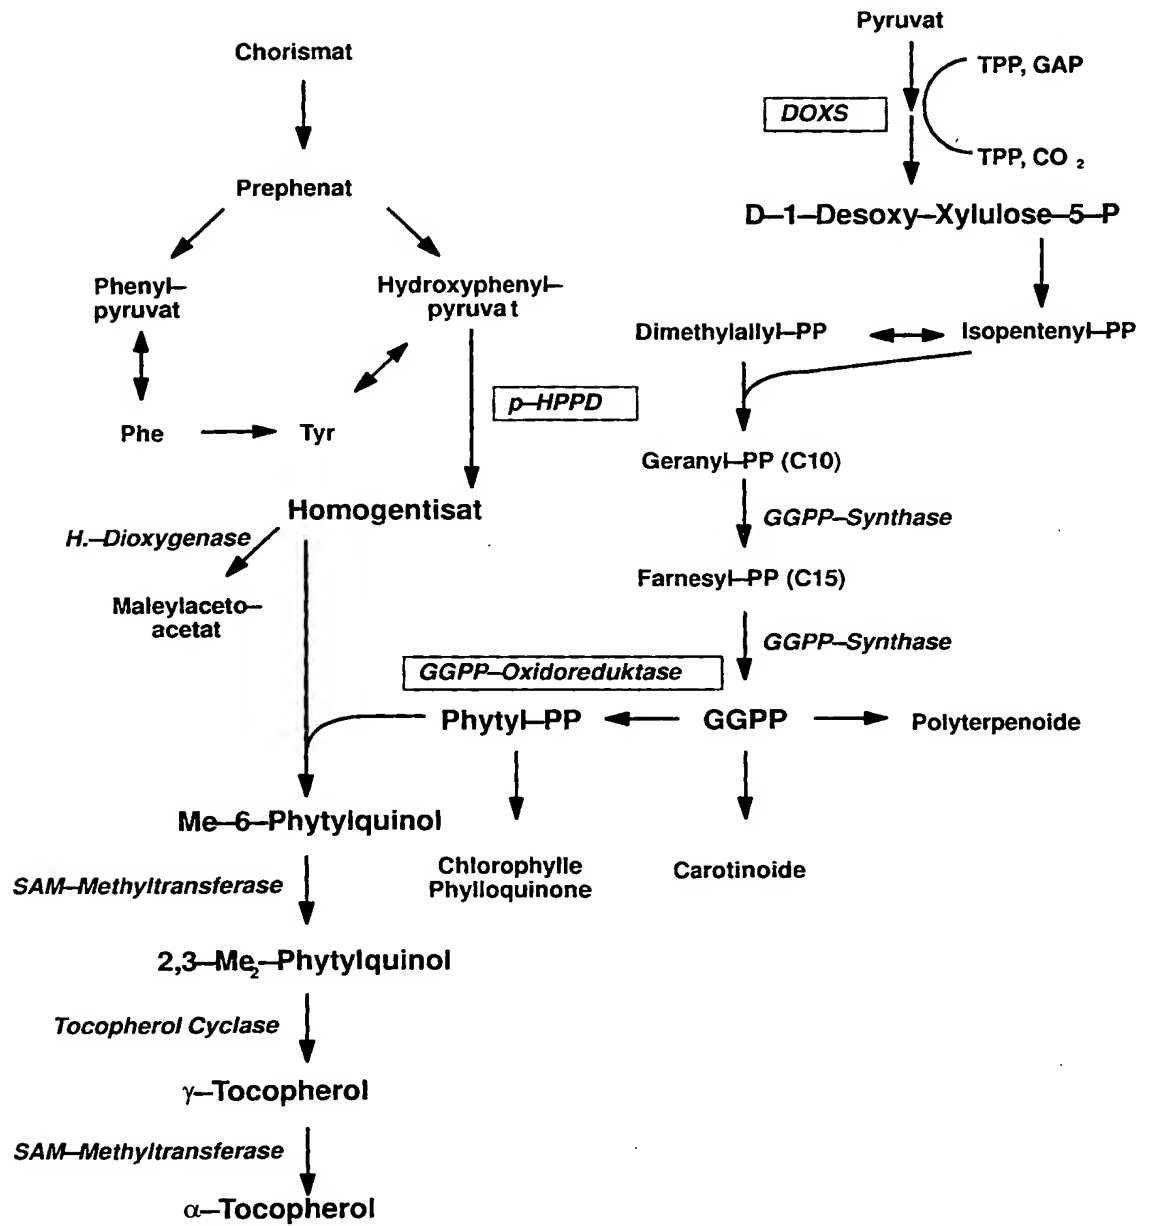 Pyruvat
Chorismat
TPP, GAP
DOXS
TPP, CO 2
Prephenat
D–1–Desoxy–Xylulose–5–P
Phenyl–
pyruvat
Hydroxyphenyl–
pyruvat
Dimethylallyl–PP
Isopentenyl–PP
p–HPPD
Phe
Tyr
Geranyl–PP (C10)
Homogentisat
GGPP–Synthase
H.–Dioxygenase
Farnesyl–PP (C15)
Maleylaceto–
acetat
GGPP–Synthase
GGPP–Oxidoreduktase
Phytyl–PP
GGPP
Polyterpenoide
Me–6–Phytylquinol
Chlorophylle
Phylloquinone
Carotinoide
SAM–Methyltransferase
2,3–Me2–Phytylquinol
Tocopherol Cyclase
γ–Tocopherol
SAM–Methyltransferase
α–Tocopherol